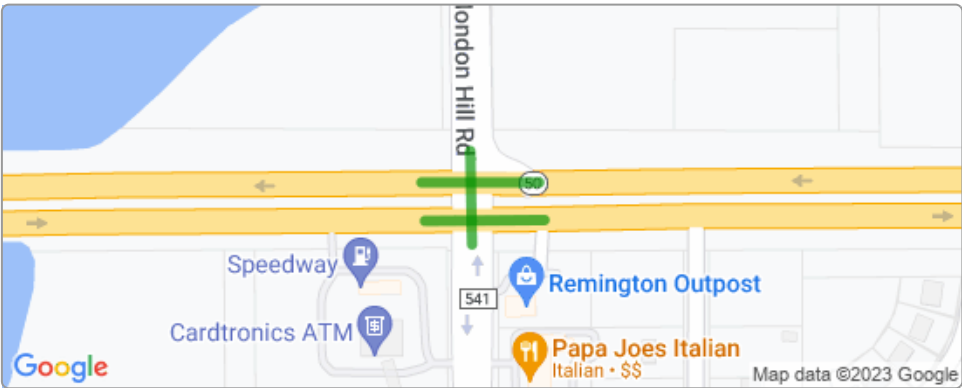 london Hill Rd
50
Speedway
541
Remington Outpost
Cardtronics ATM
Papa Joes Italian
Italian • $$
Google
Map data ©2023 Google